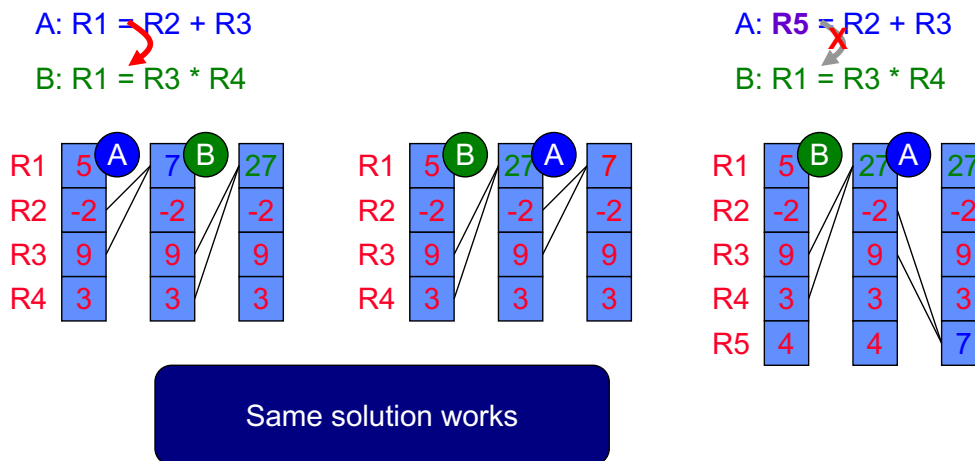 A: R1 = R2 + R3
B: R1 = R3 * R4
A B
R1 5 7 27
R2 -2 -2 -2
R3 9 9 9
R4 3 3 3
B A
R1 5 27 7
R2 -2 -2 -2
R3 9 9 9
R4 3 3 3
A: R5 = R2 + R3
X
B: R1 = R3 * R4
B A
R1 5 27 27
R2 -2 -2 -2
R3 9 9 9
R4 3 3 3
R5 4 4 7
Same solution works